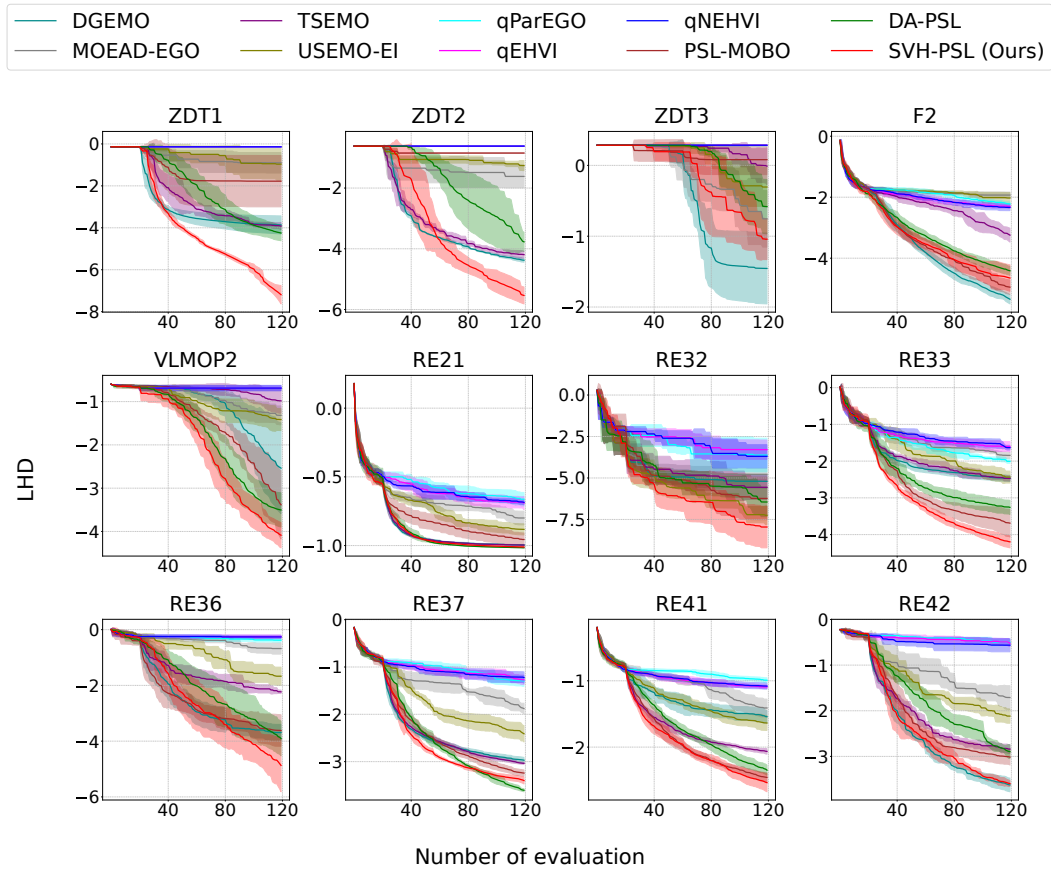 DGEMO TSEMO qParEGO qNEHVI DA-PSL
MOEAD-EGO USEMO-EI qEHVI PSL-MOBO SVH-PSL (Ours)
ZDT1 ZDT2 ZDT3 F2
0 −2 −4 −6 −8
40 80 120
−2 −4 −6
40 80 120
0 −1 −2
40 80 120
0 −2 −4
40 80 120
VLMOP2 RE21 RE32 RE33
−1 −2 −3 −4
40 80 120
0.0 −0.5 −1.0
40 80 120
0.0 −2.5 −5.0 −7.5
40 80 120
0 −1 −2 −3 −4
40 80 120
LHD
RE36 RE37 RE41 RE42
0 −2 −4 −6
40 80 120
0 −1 −2 −3
40 80 120
−1 −2
40 80 120
0 −1 −2 −3
40 80 120
Number of evaluation